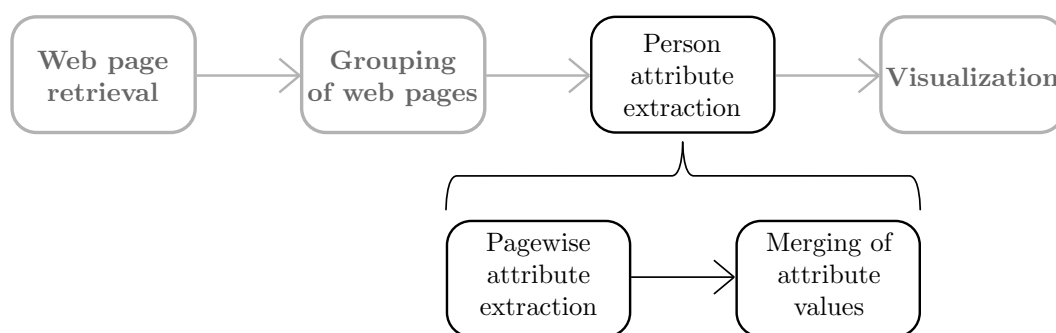 Web page
retrieval
Grouping
of web pages
Person
attribute
extraction
Visualization
Pagewise
attribute
extraction
Merging of
attribute
values